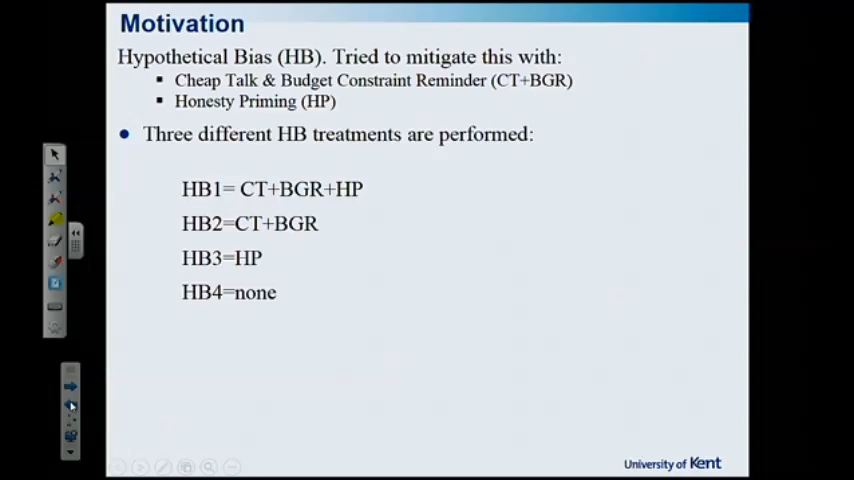 Motivation
Hypothetical Bias (HB). Tried to mitigate this with:
▪ Cheap Talk & Budget Constraint Reminder (CT+BGR)
▪ Honesty Priming (HP)
• Three different HB treatments are performed:
HB1= CT+BGR+HP
HB2=CT+BGR
HB3=HP
HB4=none
University of Kent